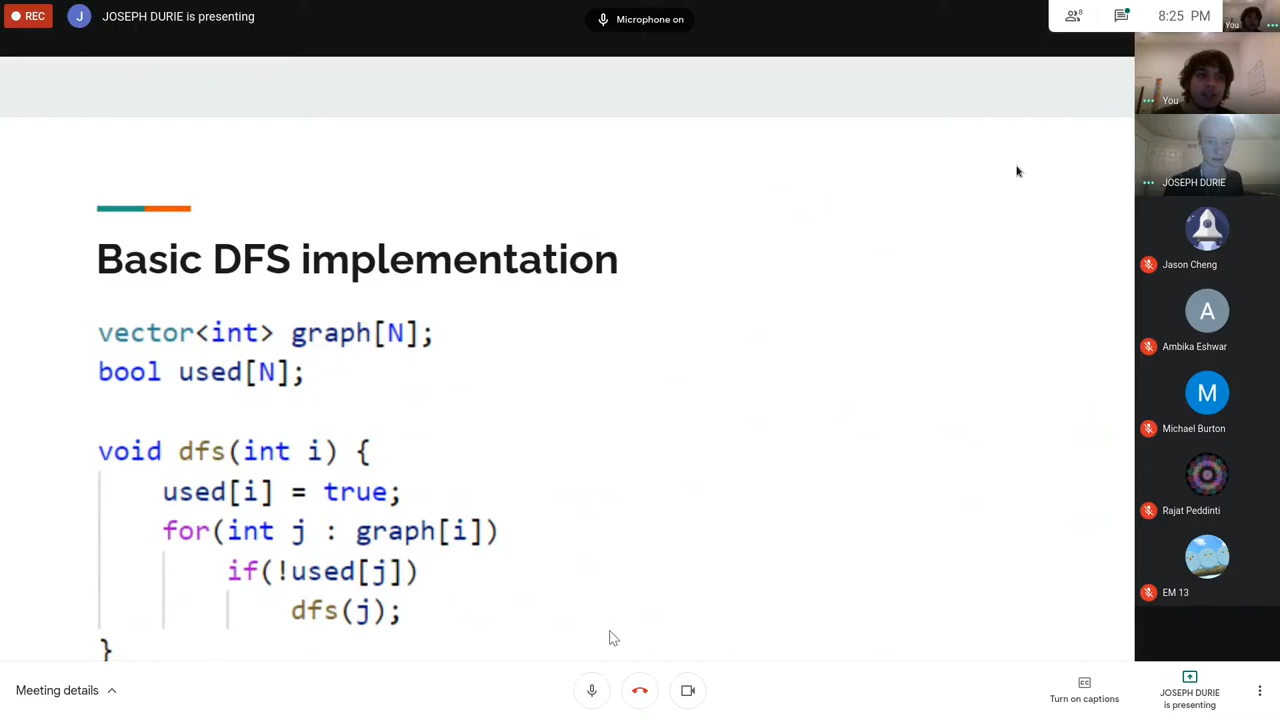 REC
J
JOSEPH DURIE is presenting
Microphone on
8
8:25 PM
You
You
JOSEPH DURIE
Jason Cheng
A
Ambika Eshwar
M
Michael Burton
Rajat Peddinti
EM 13
Basic DFS implementation
vector<int> graph[N];
bool used[N];
void dfs(int i) {
used[i] = true;
for(int j : graph[i])
if(!used[j])
dfs(j);
}
Meeting details
CC
Turn on captions
JOSEPH DURIE
is presenting